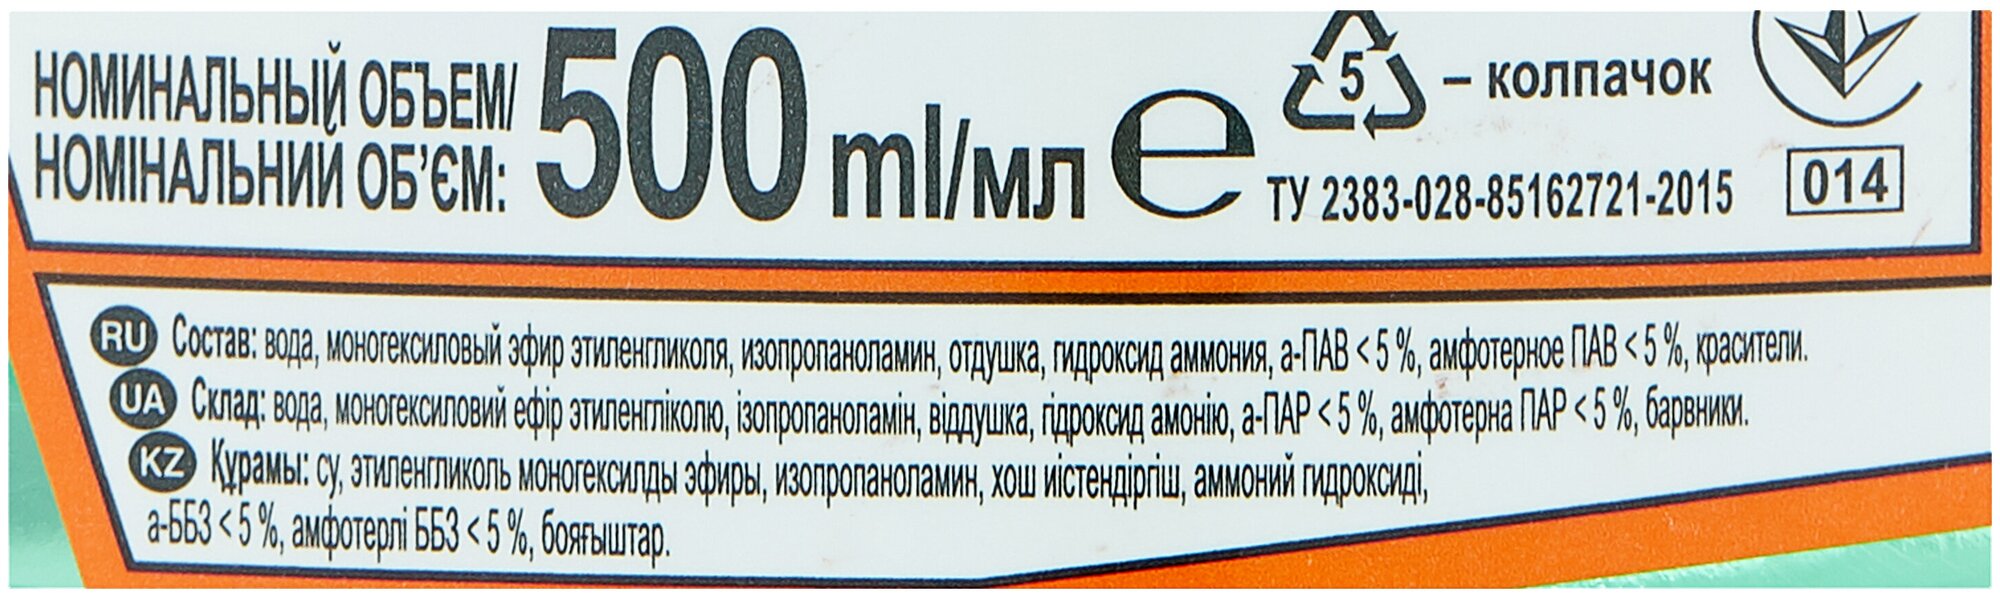 НОМИНАЛЬНЫЙ ОБЪЕМ/
НОМІНАЛЬНИЙ ОБ’ЄМ:
500 ml/мл ℮
5 – колпачок
ТУ 2383-028-85162721-2015
014
RU Состав: вода, моногексиловый эфир этиленгликоля, изопропаноламин, отдушка, гидроксид аммония, а-ПАВ < 5 %, амфотерное ПАВ < 5 %, красители.
UA Склад: вода, моногексиловий ефір этиленгліколю, ізопропаноламін, віддушка, гідроксид амонію, а-ПАР < 5 %, амфотерна ПАР < 5 %, барвники.
KZ Құрамы: су, этиленгликоль моногексилды эфиры, изопропаноламин, хош иістендіргіш, аммоний гидроксиді,
а-ББЗ < 5 %, амфотерлі ББЗ < 5 %, бояғыштар.